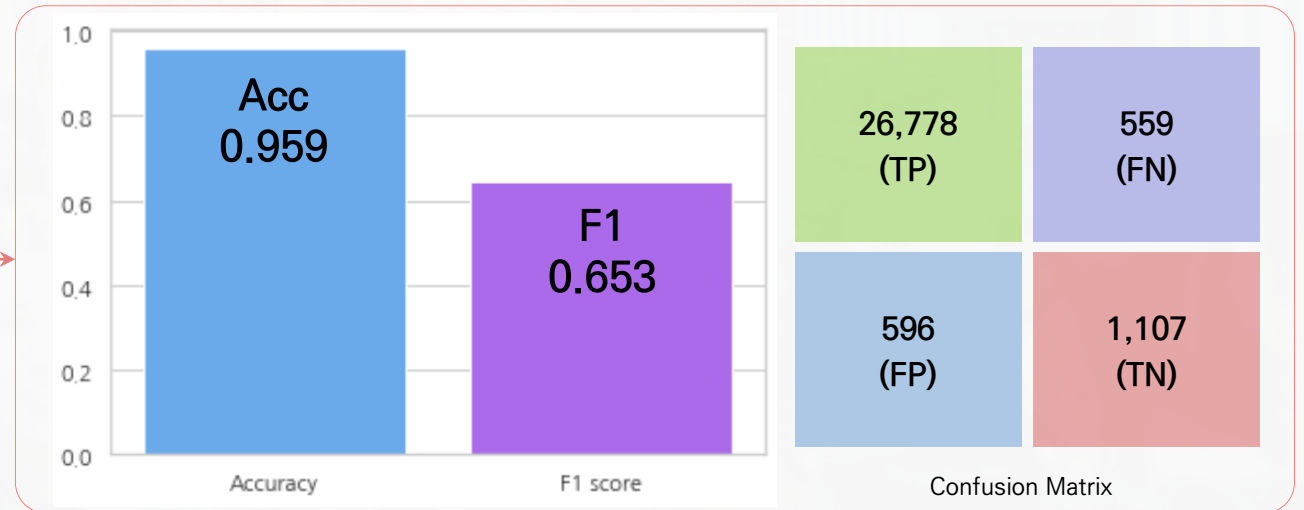 1.0
0.8
0.6
0.4
0.2
0.0
Acc
0.959
F1
0.653
Accuracy
F1 score
26,778
(TP)
559
(FN)
596
(FP)
1,107
(TN)
Confusion Matrix